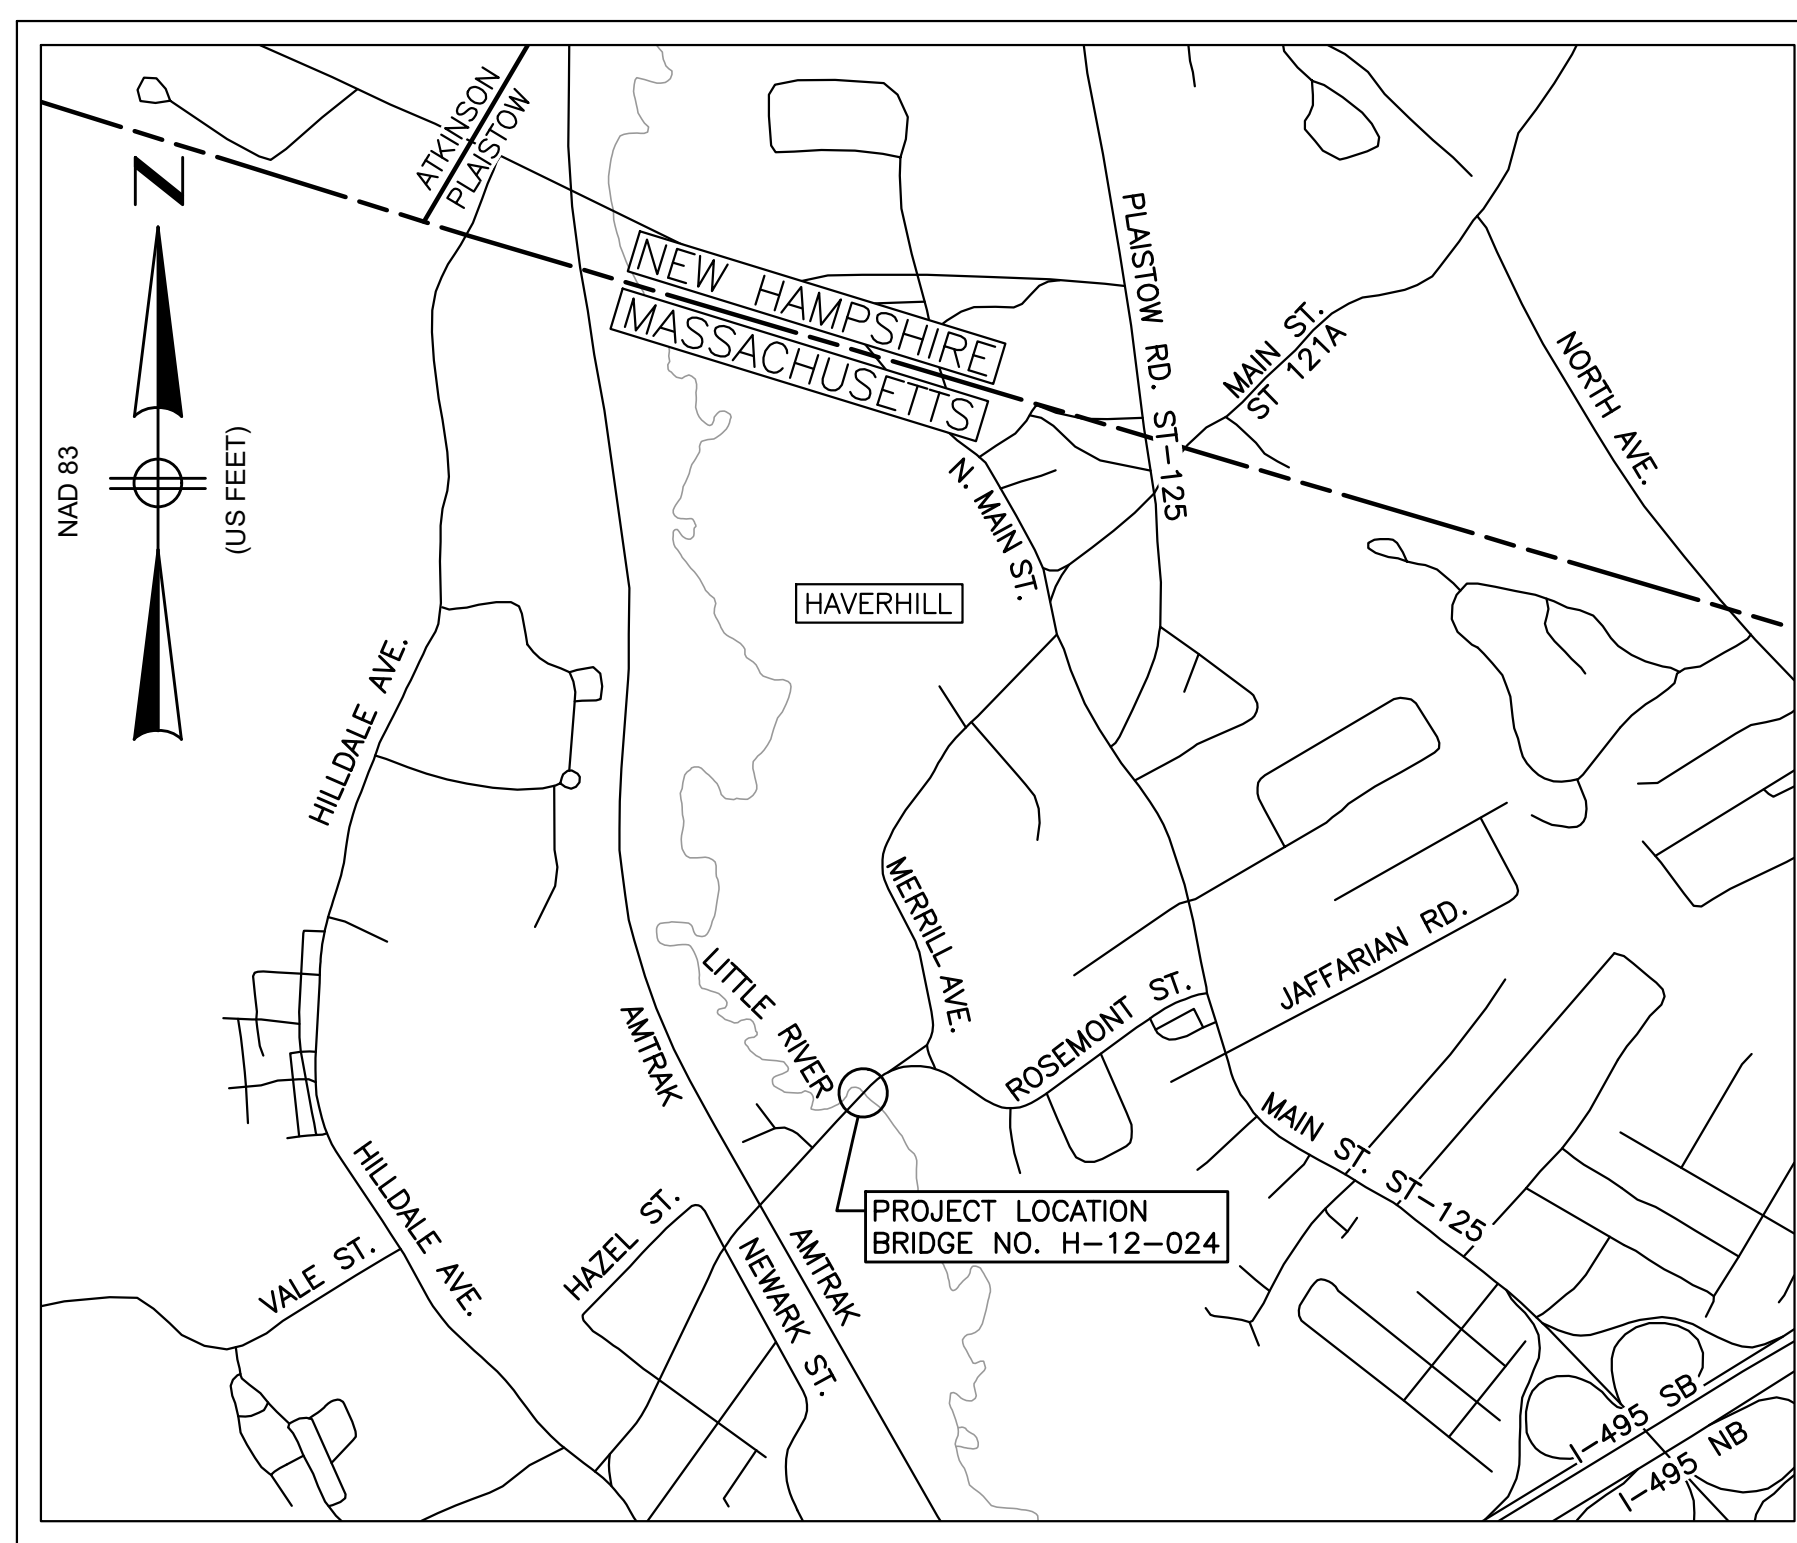 ATKINSON
PLAISTOW
N
NEW HAMPSHIRE
MASSACHUSETTS
PLAISTOW RD. ST-125
MAIN ST.
ST 121A
NORTH AVE.
NAD 83
(US FEET)
N. MAIN ST.
HAVERHILL
HILLDALE AVE.
MERRILL AVE.
JAFFARIAN RD.
LITTLE RIVER
ROSEMONT ST.
AMTRAK
MAIN ST. ST-125
HILLDALE AVE.
PROJECT LOCATION
BRIDGE NO. H-12-024
HAZEL ST.
VALE ST.
AMTRAK
NEWARK ST.
I-495 SB
I-495 NB